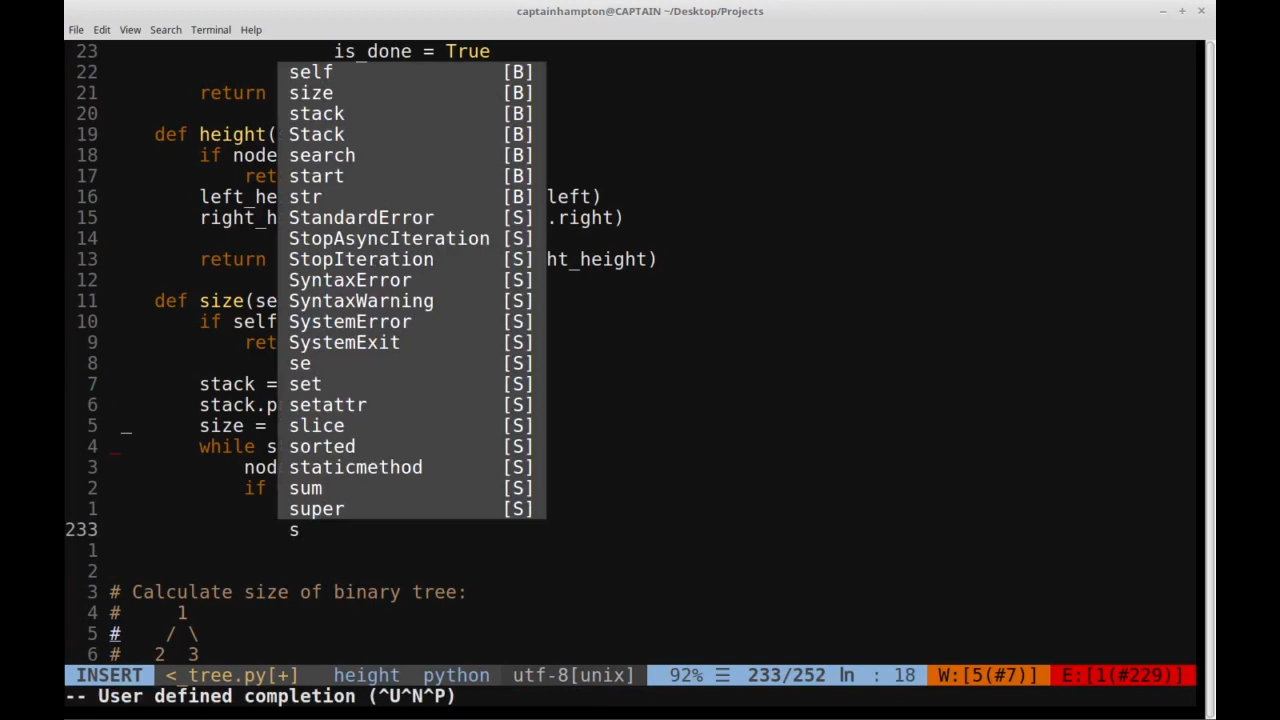 captainhampton@CAPTAIN ~/Desktop/Projects
File Edit View Search Terminal Help
23 is_done = True
22 self [B]
21 return size [B]
20 stack [B]
19 def height( Stack [B]
18 if node search [B]
17 ret start [B]
16 left_he str [B] left)
15 right_h StandardError [S] .right)
14 StopAsyncIteration [S]
13 return StopIteration [S] ht_height)
12 SyntaxError [S]
11 def size(se SyntaxWarning [S]
10 if self SystemError [S]
9 ret SystemExit [S]
8 se [S]
7 stack = set [S]
6 stack.p setattr [S]
5 _ size = slice [S]
4 _ while s sorted [S]
3 nod staticmethod [S]
2 if sum [S]
1 super [S]
233 s
1
2
3 # Calculate size of binary tree:
4 # 1
5 # / \
6 # 2 3
INSERT < tree.py[+] height python utf-8[unix] 92% ☰ 233/252 ln : 18 W:[5(#7)] E:[1(#229)]
-- User defined completion (^U^N^P)